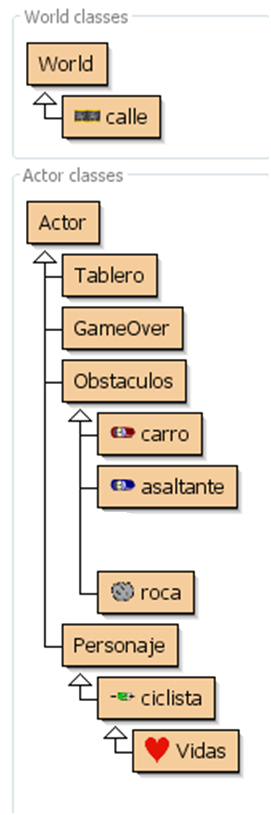 World classes
World
calle
Actor classes
Actor
Tablero
GameOver
Obstaculos
carro
asaltante
roca
Personaje
ciclista
Vidas